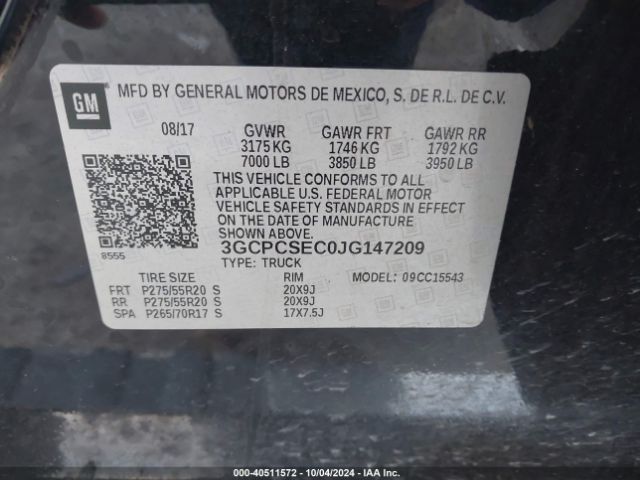 GM
MFD BY GENERAL MOTORS DE MEXICO, S. DE R.L. DE C.V.
08/17 GVWR GAWR FRT GAWR RR
3175 KG 1746 KG 1792 KG
7000 LB 3850 LB 3950 LB
THIS VEHICLE CONFORMS TO ALL
APPLICABLE U.S. FEDERAL MOTOR
VEHICLE SAFETY STANDARDS IN EFFECT
ON THE DATE OF MANUFACTURE
SHOWN ABOVE.
8555
3GCPCSEC0JG147209
TYPE: TRUCK
TIRE SIZE RIM MODEL: 09CC15543
FRT P275/55R20 S 20X9J
RR P275/55R20 S 20X9J
SPA P265/70R17 S 17X7.5J
000-40511572 - 10/04/2024 - IAA Inc.